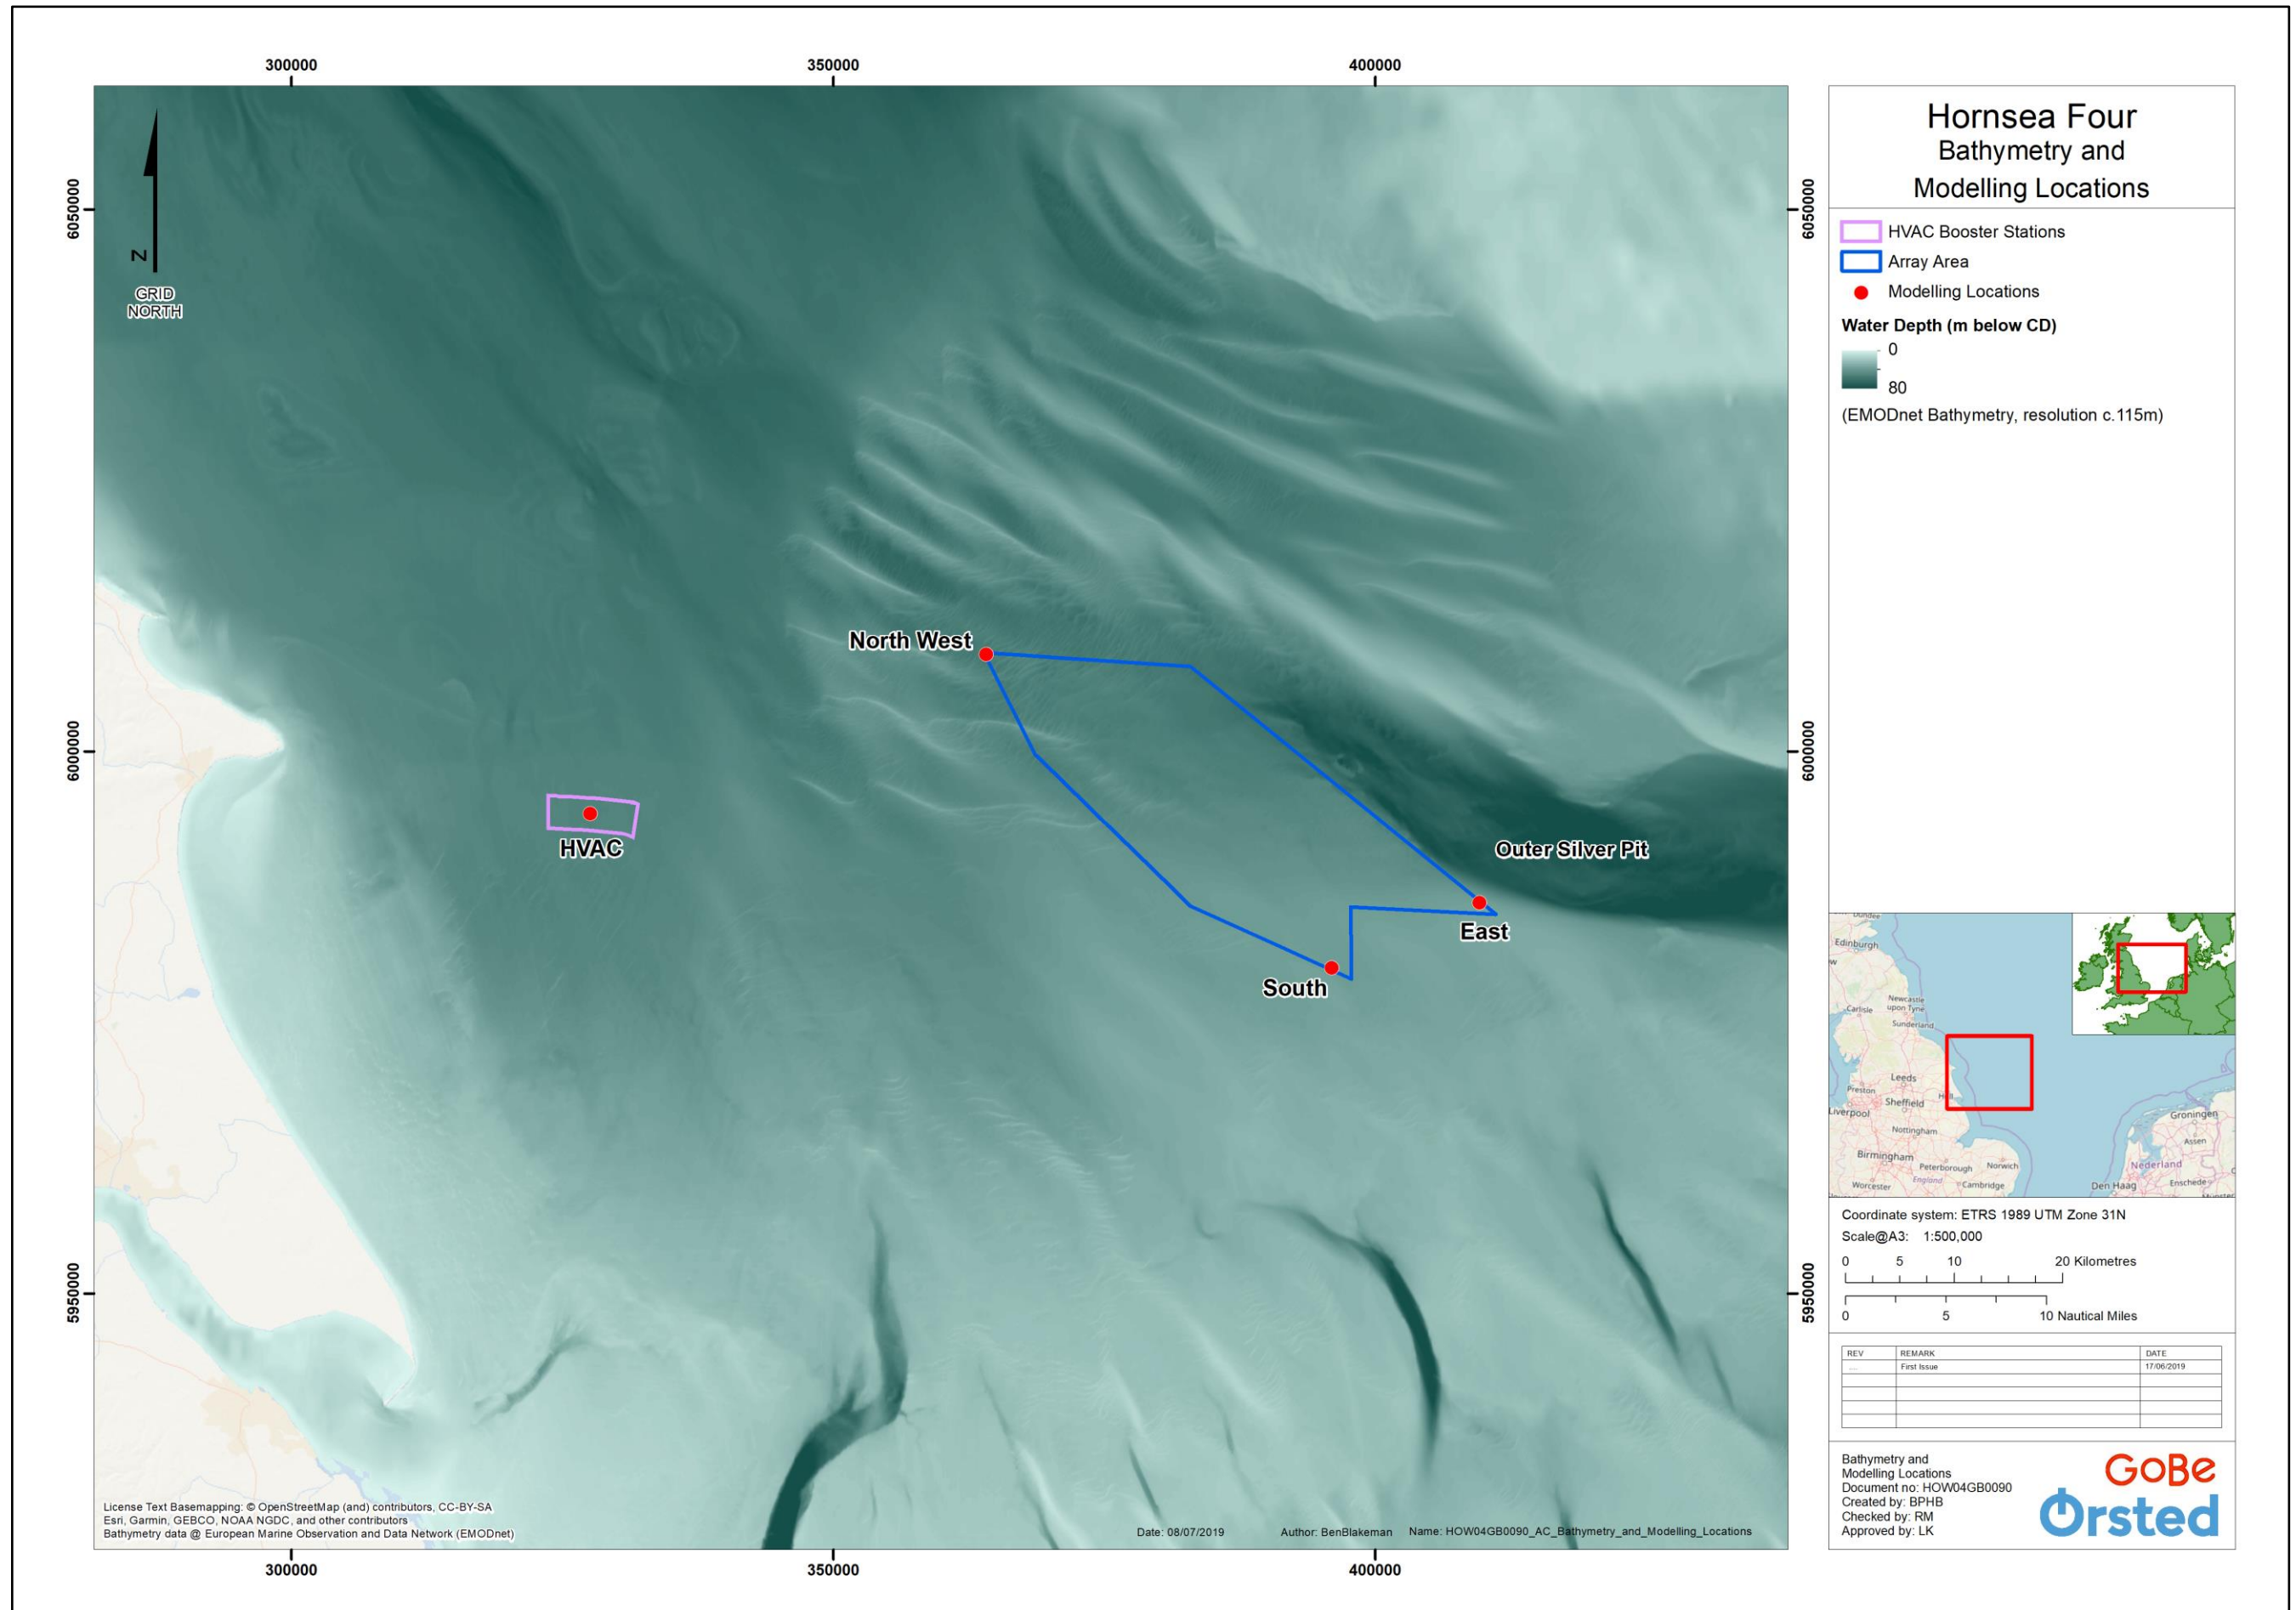 300000
350000
400000
6050000
6050000
6000000
6000000
5950000
5950000
N
GRID
NORTH
North West
HVAC
Outer Silver Pit
East
South
License Text Basemapping: © OpenStreetMap (and) contributors, CC-BY-SA
Esri, Garmin, GEBCO, NOAA NGDC, and other contributors
Bathymetry data @ European Marine Observation and Data Network (EMODnet)
Date: 08/07/2019 Author: BenBlakeman Name: HOW04GB0090_AC_Bathymetry_and_Modelling_Locations
300000
350000
400000
Hornsea Four
Bathymetry and
Modelling Locations
HVAC Booster Stations
Array Area
Modelling Locations
Water Depth (m below CD)
0
80
(EMODnet Bathymetry, resolution c.115m)
Dundee
Edinburgh
Newcastle
upon Tyne
Carlisle
Sunderland
Leeds
Preston
Sheffield
Liverpool
Nottingham
Birmingham
Peterborough
Norwich
England
Cambridge
Worcester
Groningen
Assen
Nederland
Den Haag
Enschede
Coordinate system: ETRS 1989 UTM Zone 31N
Scale@A3: 1:500,000
0 5 10 20 Kilometres
0 5 10 Nautical Miles
REV REMARK DATE
.... First Issue 17/06/2019
Bathymetry and
Modelling Locations
Document no: HOW04GB0090
Created by: BPHB
Checked by: RM
Approved by: LK
GoBe
Orsted